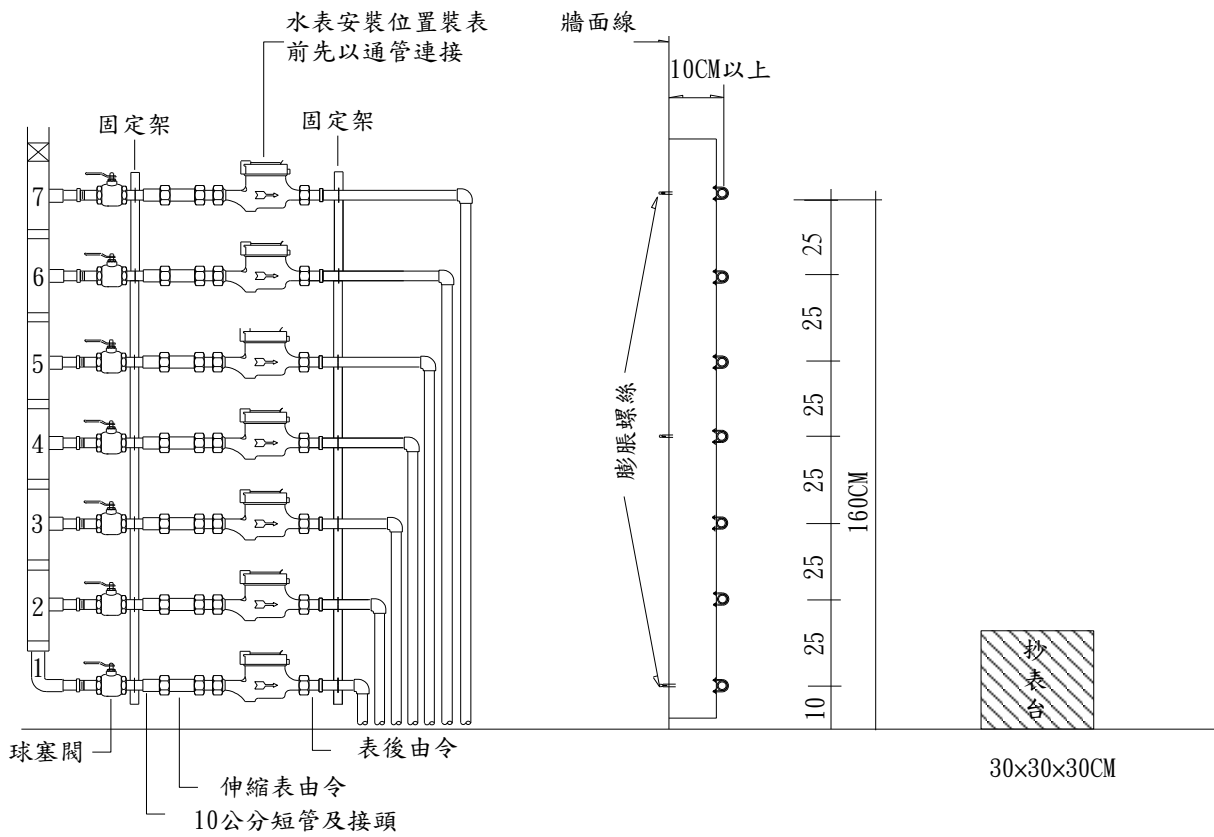 水表安裝位置裝表
前先以通管連接
牆面線
10CM以上
固定架
固定架
7
6
5
4
3
2
1
膨脹螺絲
25
25
25
25
25
25
10
160CM
抄表台
30×30×30CM
球塞閥
表後由令
伸縮表由令
10公分短管及接頭